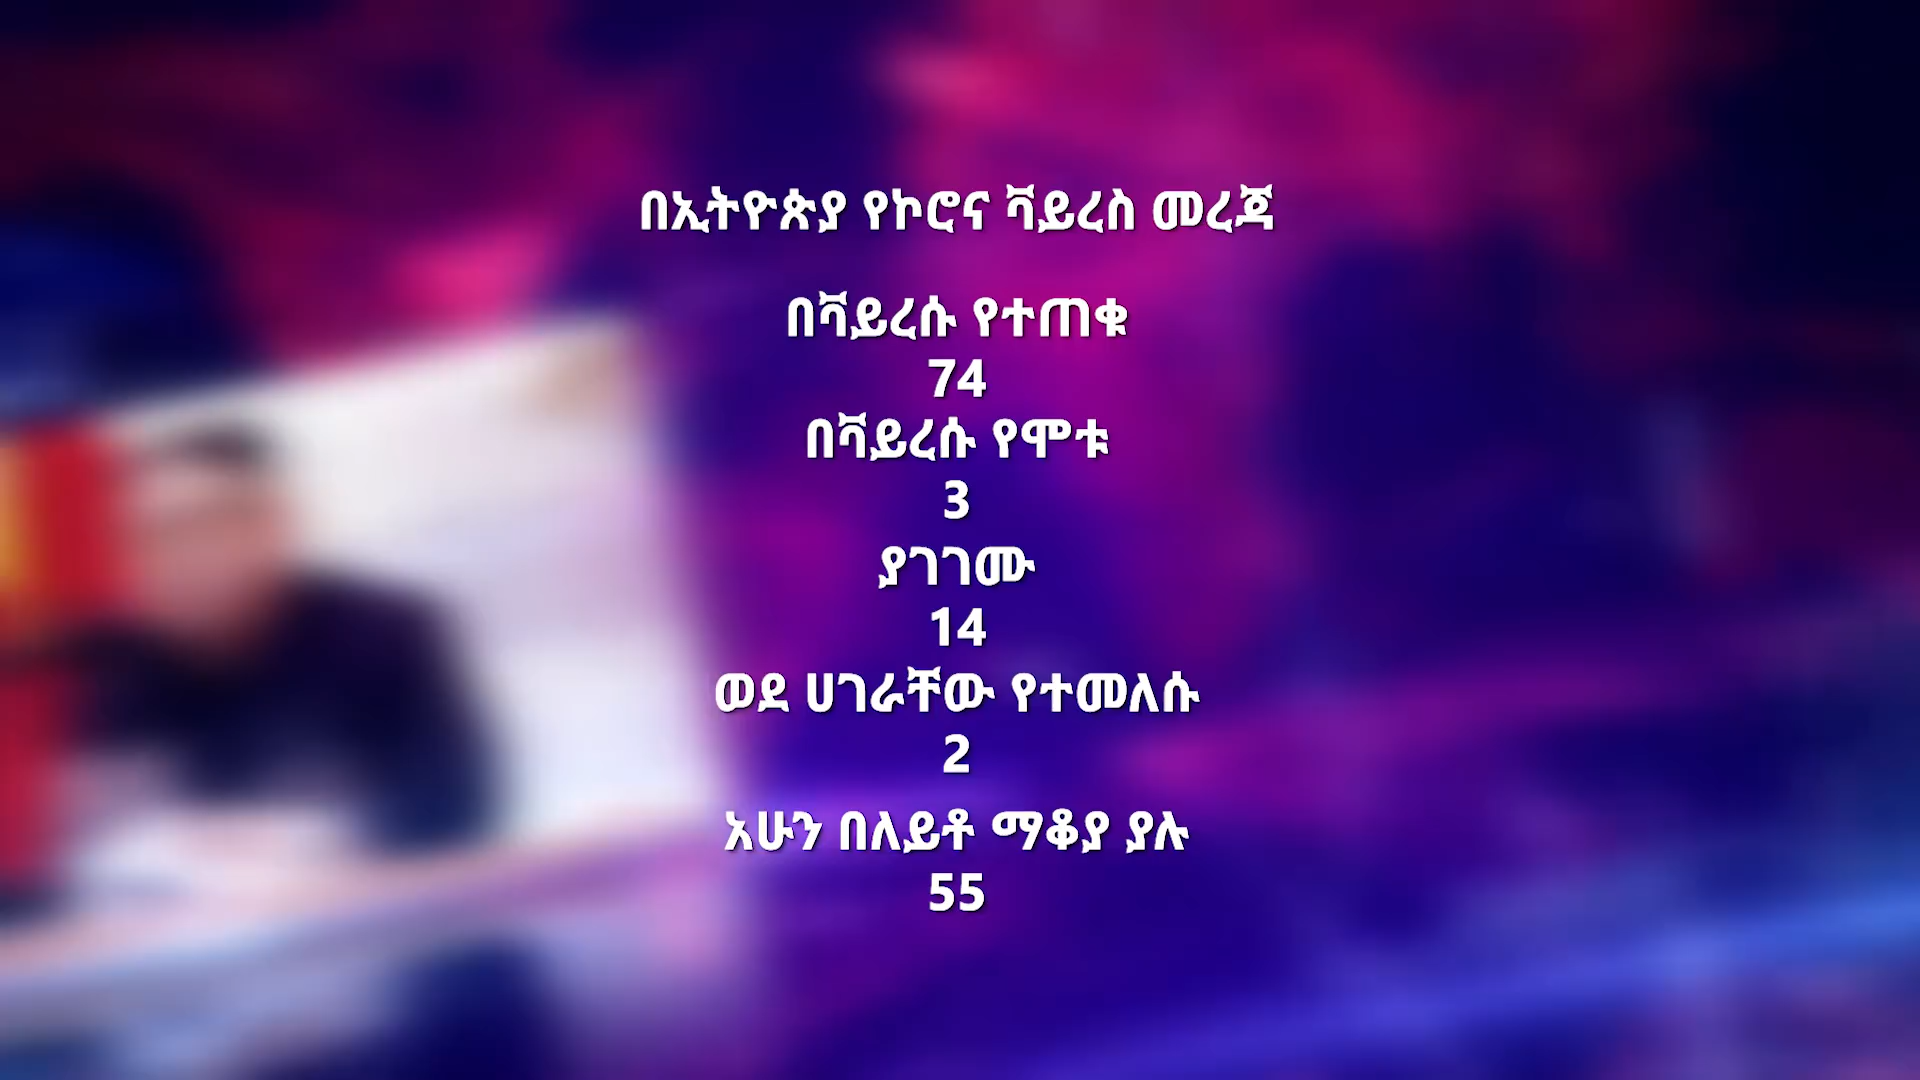 በኢትዮጵያ የኮሮና ቫይረስ መረጃ
በቫይረሱ የተጠቁ
74
በቫይረሱ የሞቱ
3
ያገገሙ
14
ወደ ሀገራቸው የተመለሱ
2
አሁን በለይቶ ማቆያ ያሉ
55